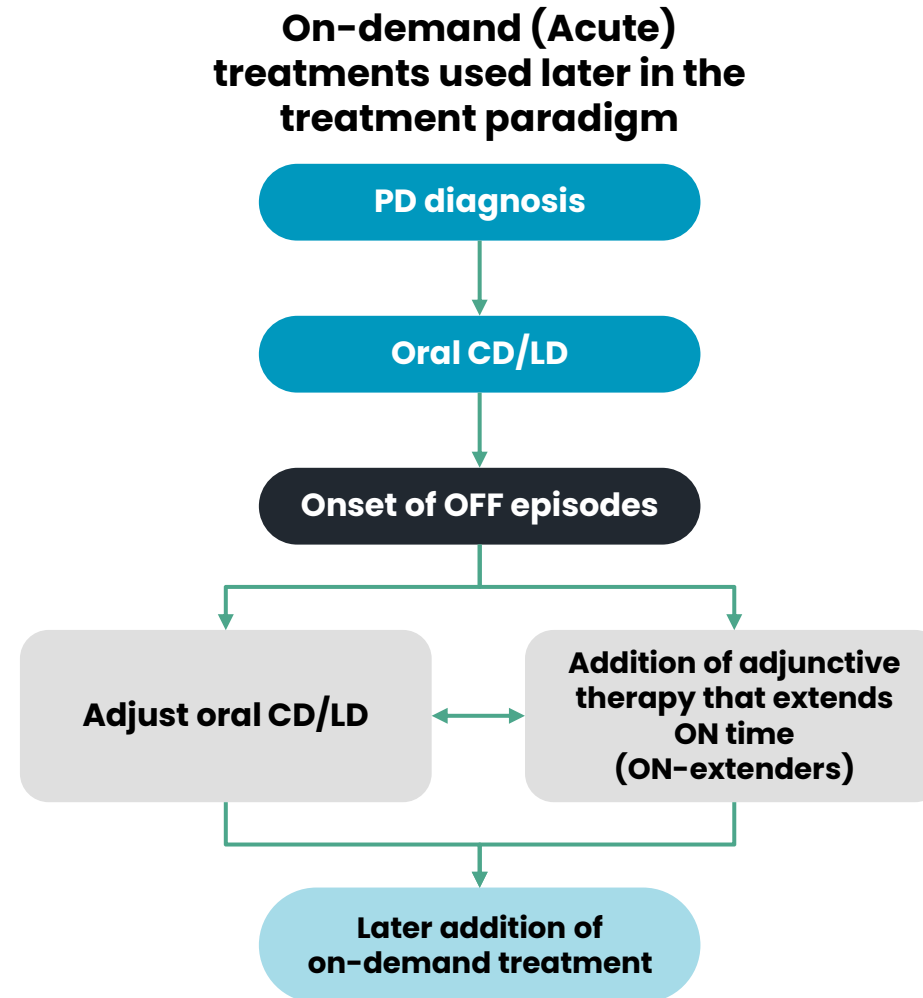 On-demand (Acute)
treatments used later in the
treatment paradigm
PD diagnosis
Oral CD/LD
Onset of OFF episodes
Adjust oral CD/LD
Addition of adjunctive
therapy that extends
ON time
(ON-extenders)
Later addition of
on-demand treatment